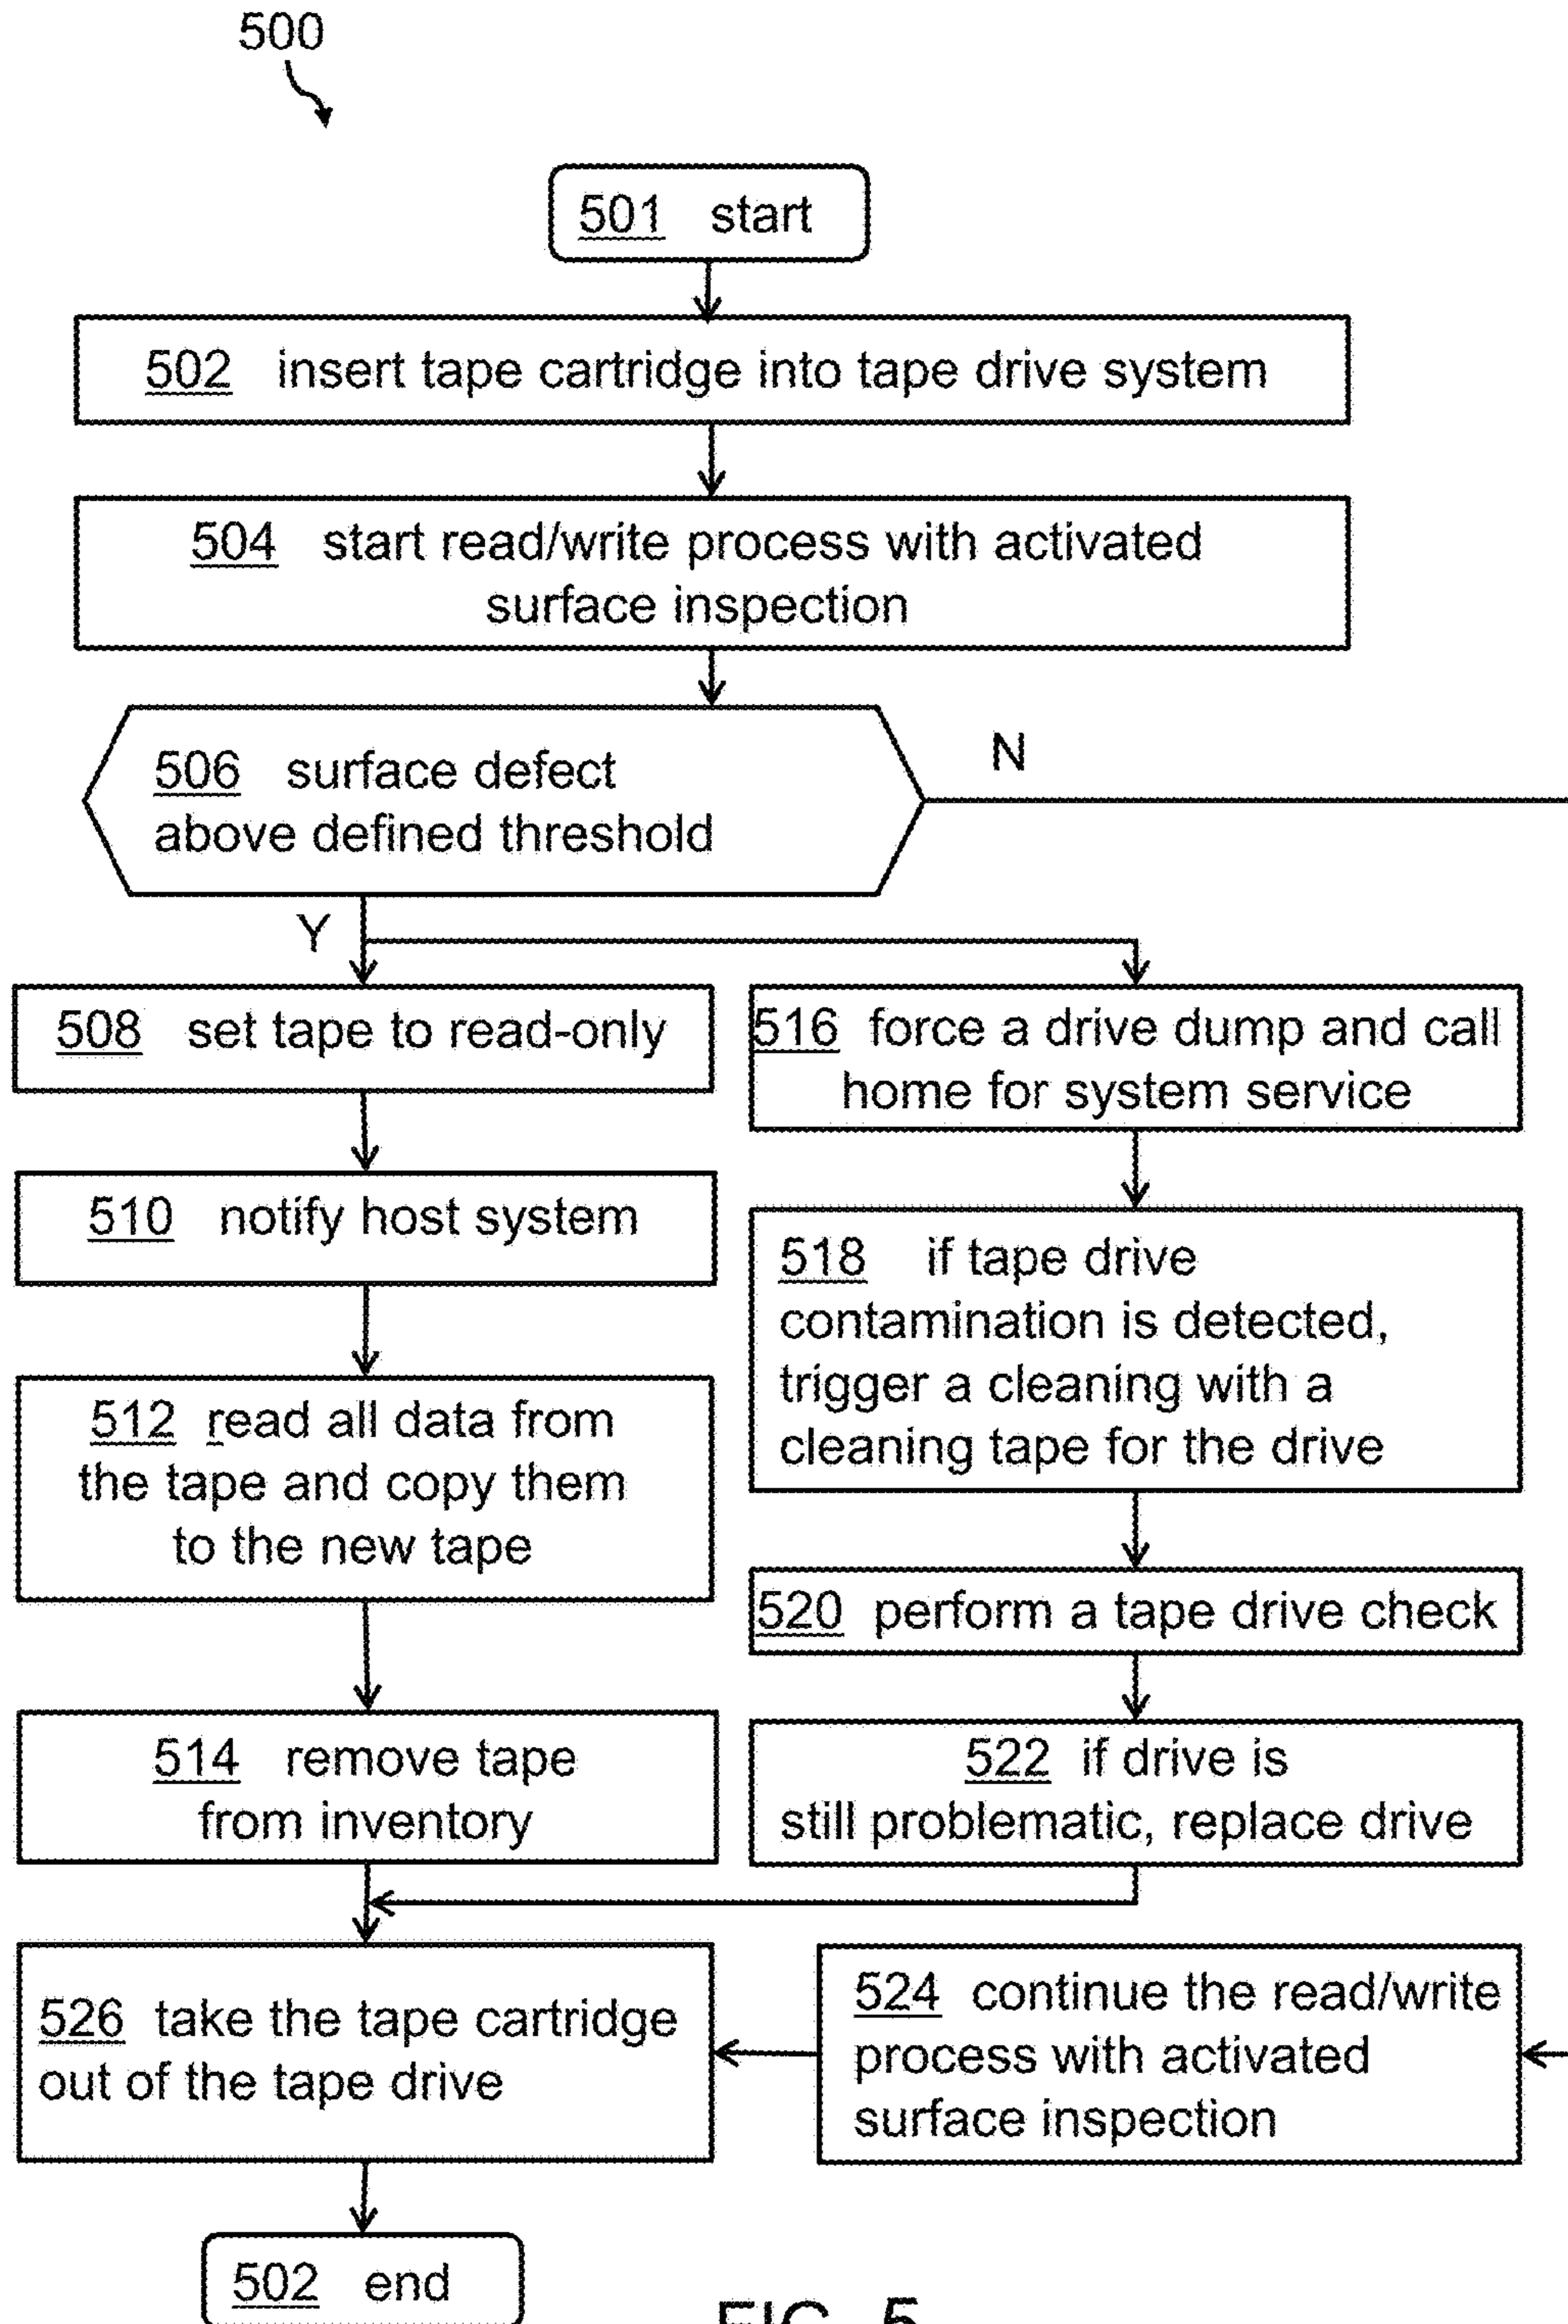 500
501 start
502 insert tape cartridge into tape drive system
504 start read/write process with activated
surface inspection
506 surface defect
above defined threshold
N
Y
508 set tape to read-only
510 notify host system
512 read all data from
the tape and copy them
to the new tape
514 remove tape
from inventory
516 force a drive dump and call
home for system service
518 if tape drive
contamination is detected,
trigger a cleaning with a
cleaning tape for the drive
520 perform a tape drive check
522 if drive is
still problematic, replace drive
524 continue the read/write
process with activated
surface inspection
526 take the tape cartridge
out of the tape drive
502 end
FIG. 5